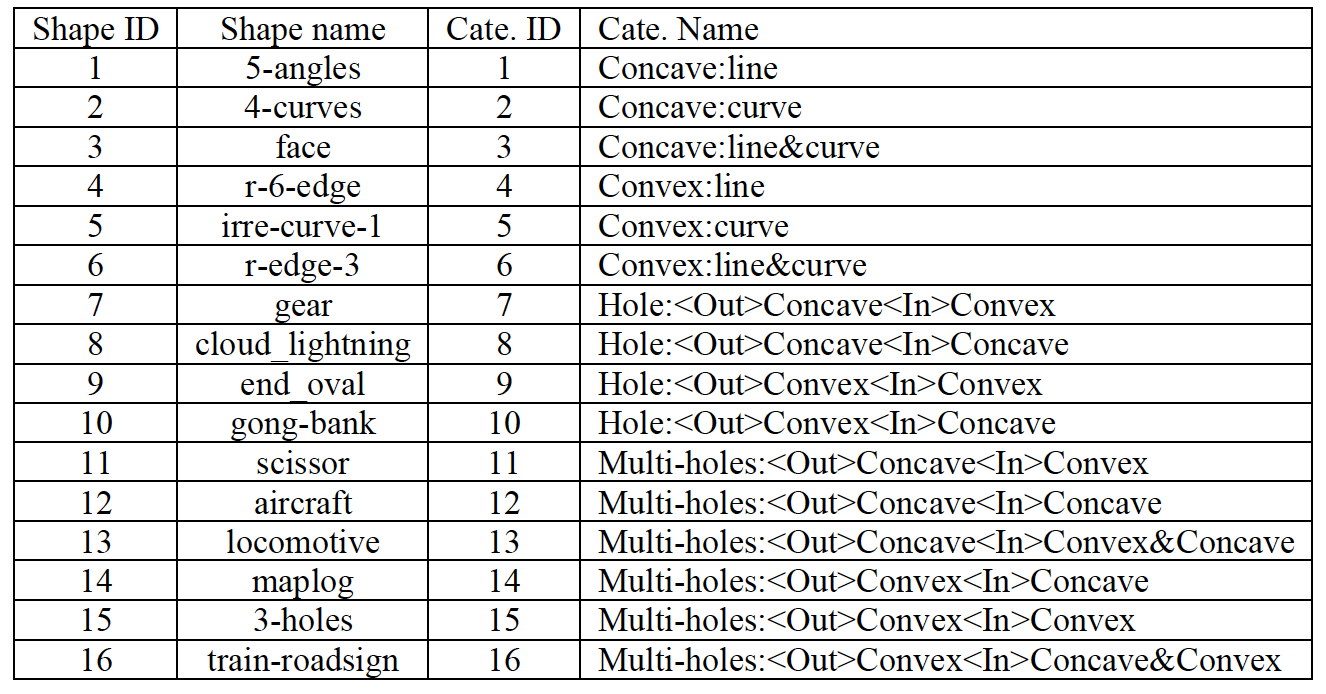 Shape ID Shape name Cate. ID Cate. Name
1 5-angles 1 Concave:line
2 4-curves 2 Concave:curve
3 face 3 Concave:line&curve
4 r-6-edge 4 Convex:line
5 irre-curve-1 5 Convex:curve
6 r-edge-3 6 Convex:line&curve
7 gear 7 Hole:<Out>Concave<In>Convex
8 cloud_lightning 8 Hole:<Out>Concave<In>Concave
9 end_oval 9 Hole:<Out>Convex<In>Convex
10 gong-bank 10 Hole:<Out>Convex<In>Concave
11 scissor 11 Multi-holes:<Out>Concave<In>Convex
12 aircraft 12 Multi-holes:<Out>Concave<In>Concave
13 locomotive 13 Multi-holes:<Out>Concave<In>Convex&Concave
14 maplog 14 Multi-holes:<Out>Convex<In>Concave
15 3-holes 15 Multi-holes:<Out>Convex<In>Convex
16 train-roadsign 16 Multi-holes:<Out>Convex<In>Concave&Convex